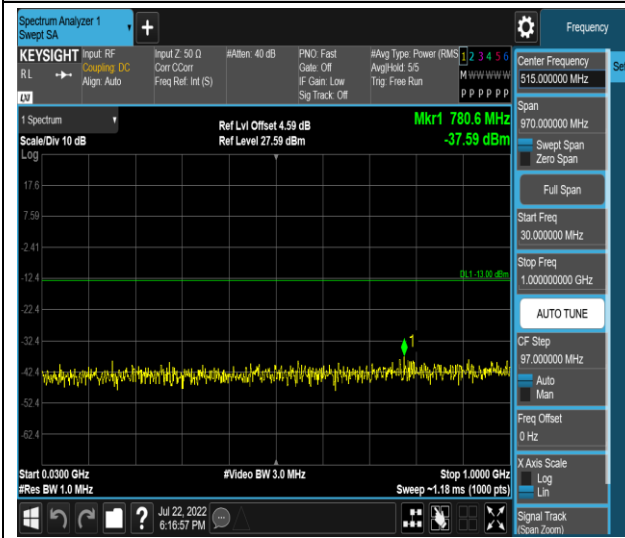 Spectrum Analyzer 1
Swept SA
Frequency
KEYSIGHT
RL
LXI
Input: RF
Coupling: DC
Align: Auto
Input Z: 50 Ω
Corr CCorr
Freq Ref: Int (S)
#Atten: 40 dB
PNO: Fast
Gate: Off
IF Gain: Low
Sig Track: Off
#Avg Type: Power (RMS
Avg|Hold: 5/5
Trig: Free Run
1 2 3 4 5 6
M W W W W W
P P P P P P
Center Frequency
515.000000 MHz
Set
1 Spectrum
Scale/Div 10 dB
Log
Ref Lvl Offset 4.59 dB
Ref Level 27.59 dBm
Mkr1 780.6 MHz
-37.59 dBm
17.6
7.59
-2.41
-12.4
-22.4
-32.4
-42.4
-52.4
-62.4
DL1 -13.00 dBm
1
Start 0.0300 GHz
#Res BW 1.0 MHz
#Video BW 3.0 MHz
Stop 1.0000 GHz
Sweep ~1.18 ms (1000 pts)
Span
970.000000 MHz
Swept Span
Zero Span
Full Span
Start Freq
30.000000 MHz
Stop Freq
1.000000000 GHz
AUTO TUNE
CF Step
97.000000 MHz
Auto
Man
Freq Offset
0 Hz
X Axis Scale
Log
Lin
Signal Track
(Span Zoom)
?
Jul 22, 2022
6:16:57 PM